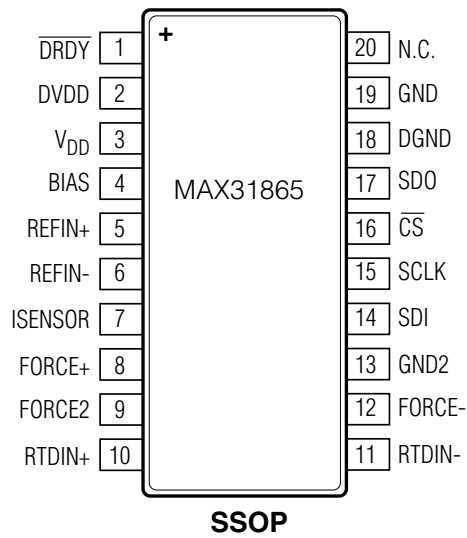 DRDY 1 + 20 N.C.
DVDD 2 19 GND
VDD 3 18 DGND
BIAS 4 MAX31865 17 SDO
REFIN+ 5 16 CS
REFIN- 6 15 SCLK
ISENSOR 7 14 SDI
FORCE+ 8 13 GND2
FORCE2 9 12 FORCE-
RTDIN+ 10 11 RTDIN-
SSOP